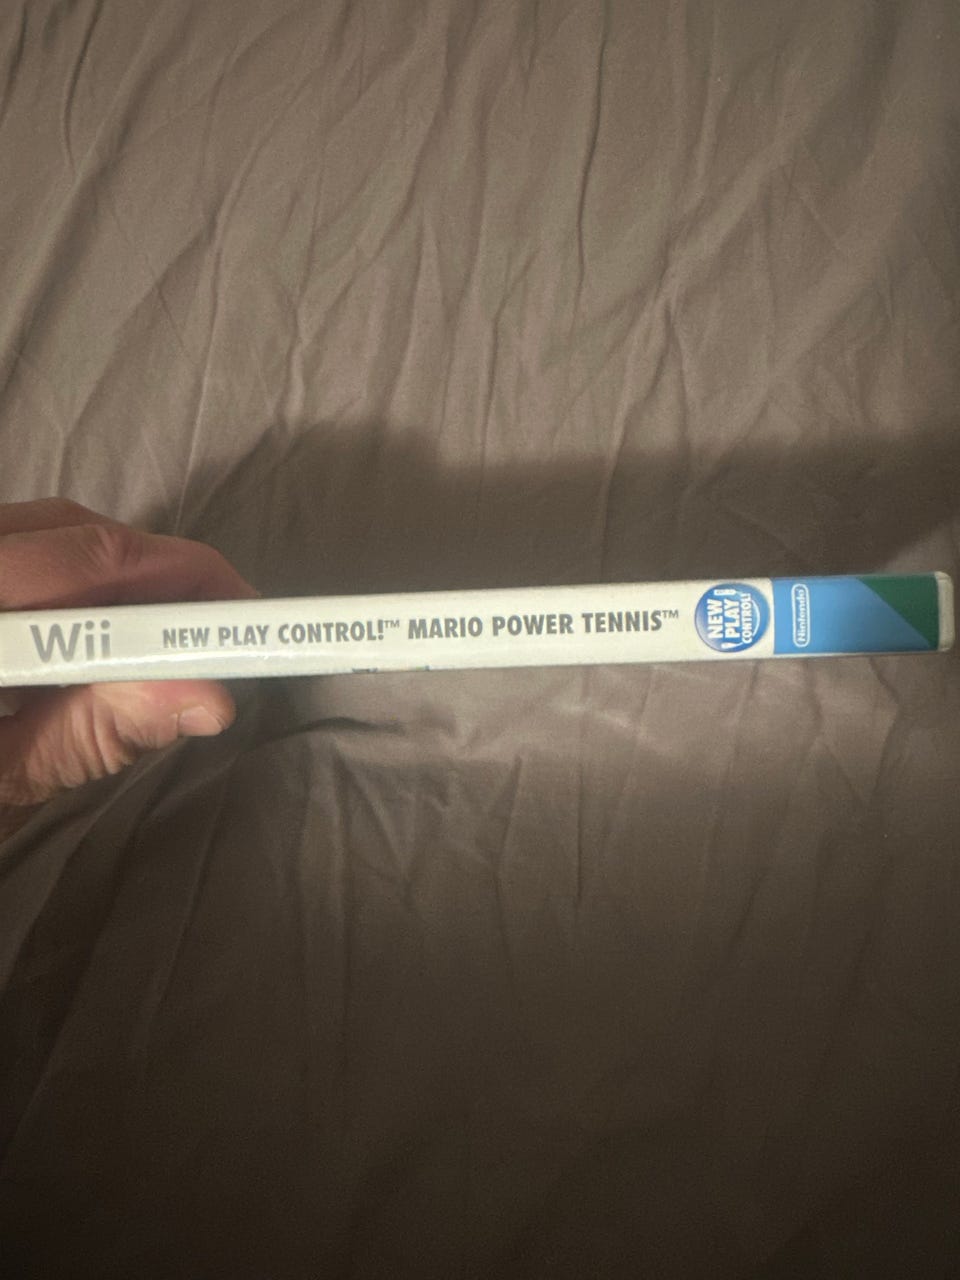 Wii
NEW PLAY CONTROL!™ MARIO POWER TENNIS™
NEW
PLAY
CONTROL!
Nintendo